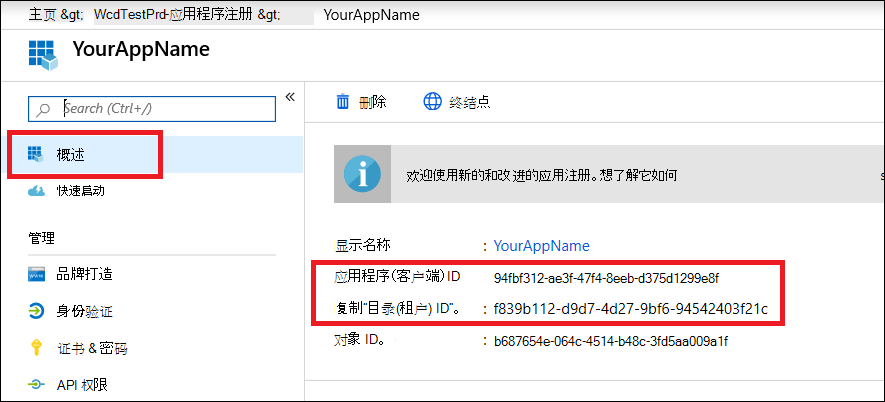 主页 &gt; WcdTestPrd-应用程序注册 &gt; YourAppName
YourAppName
Search (Ctrl+/)
«
概述
快速启动
管理
品牌打造
身份验证
证书 & 密码
API 权限
删除 终结点
欢迎使用新的和改进的应用注册。想了解它如何 s
显示名称 : YourAppName
应用程序(客户端) ID 94fbf312-ae3f-47f4-8eeb-d375d1299e8f
复制"目录(租户) ID"。 : f839b112-d9d7-4d27-9bf6-94542403f21c
对象 ID。 : b687654e-064c-4514-b48c-3fd5aa009a1f